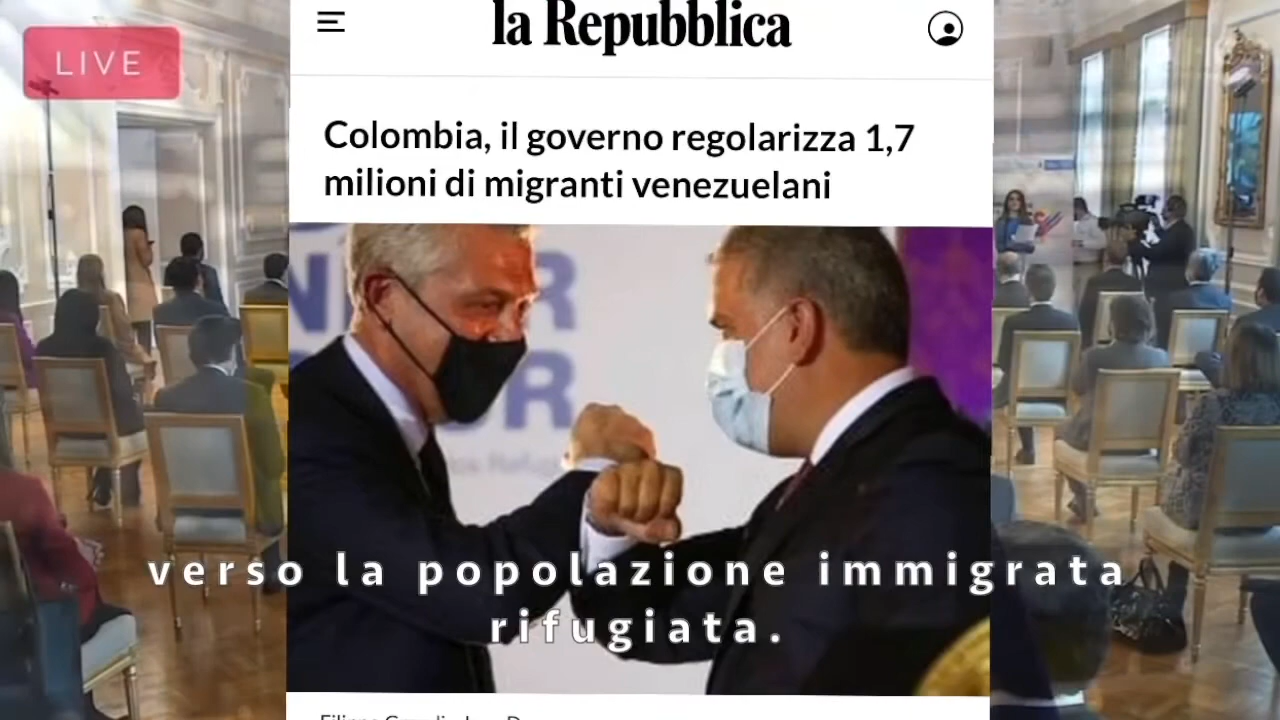 LIVE
la Repubblica
Colombia, il governo regolarizza 1,7
milioni di migranti venezuelani
verso la popolazione immigrata
rifugiata.